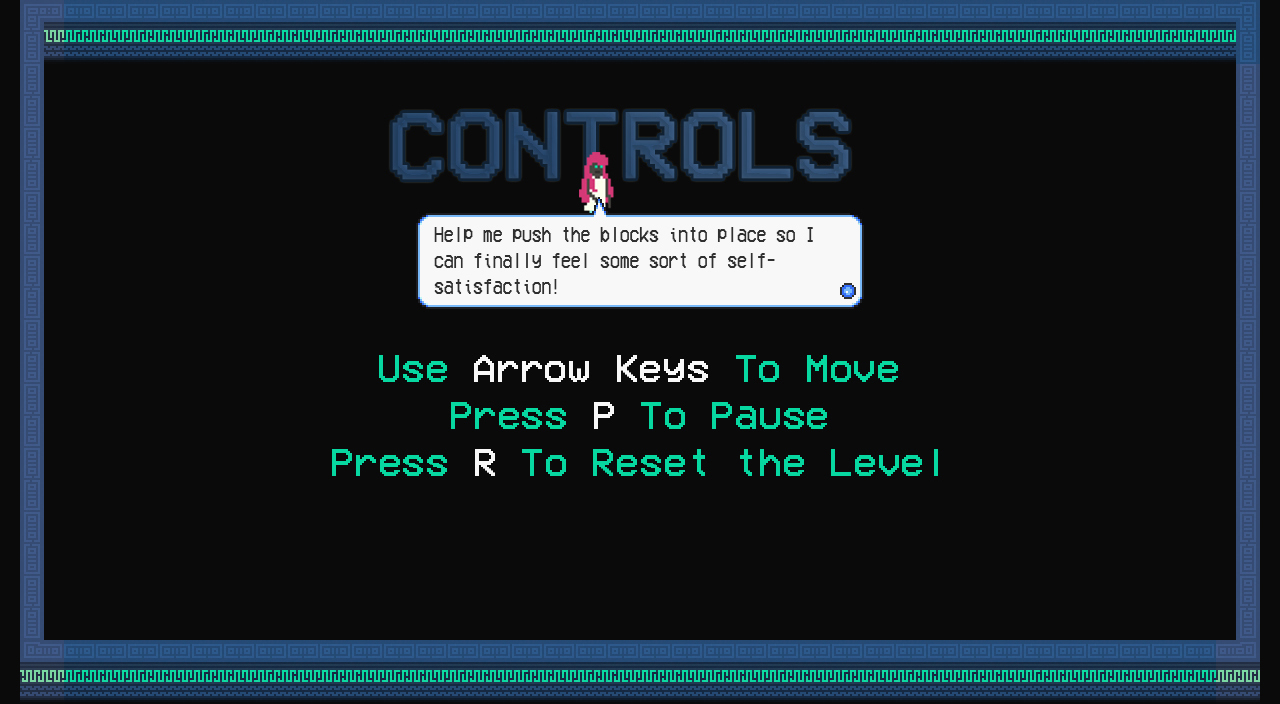 CONTROLS
Help me push the blocks into place so I
can finally feel some sort of self-
satisfaction!
Use Arrow Keys To Move
Press P To Pause
Press R To Reset the Level